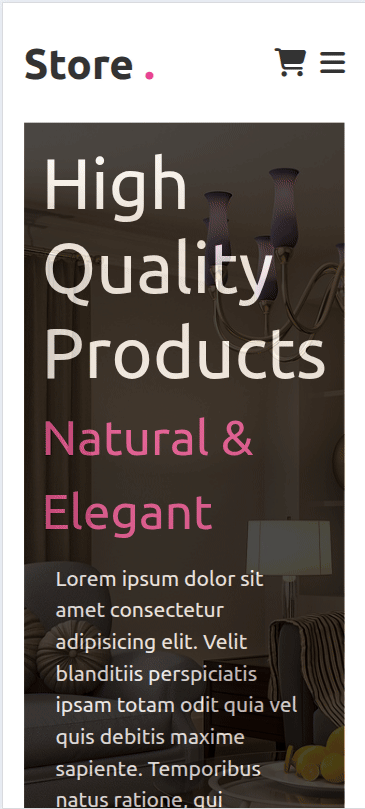 Store .
High
Quality
Products
Natural &
Elegant
Lorem ipsum dolor sit
amet consectetur
adipisicing elit. Velit
blanditiis perspiciatis
ipsam totam odit quia vel
quis debitis maxime
sapiente. Temporibus
natus ratione, qui